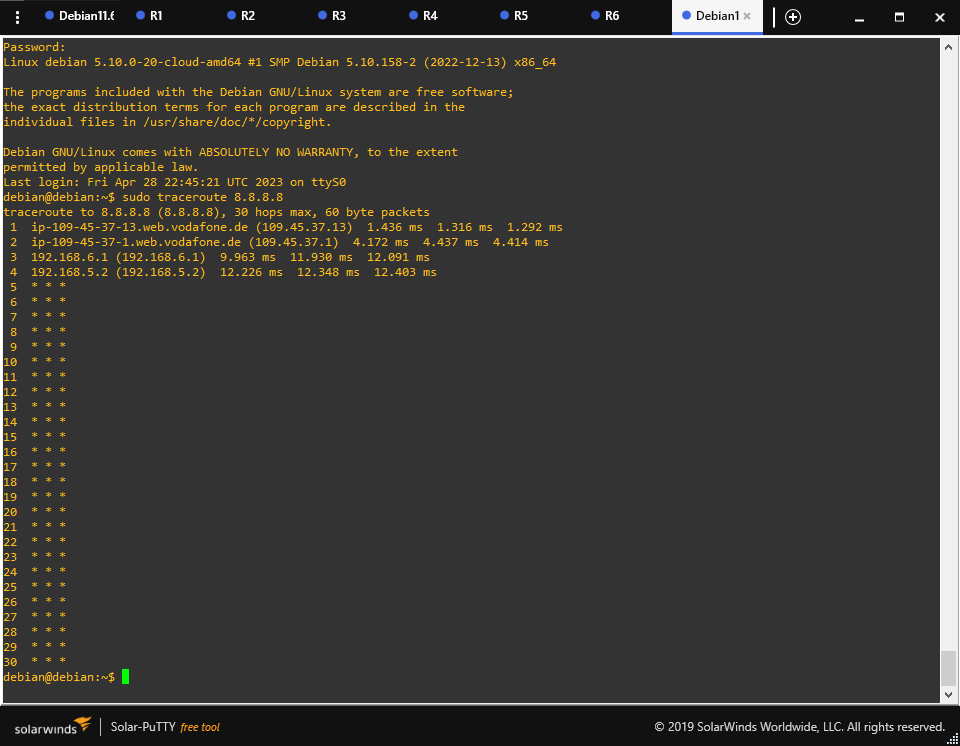 Debian11.6 R1 R2 R3 R4 R5 R6 Debian1
Password:
Linux debian 5.10.0-20-cloud-amd64 #1 SMP Debian 5.10.158-2 (2022-12-13) x86_64
The programs included with the Debian GNU/Linux system are free software;
the exact distribution terms for each program are described in the
individual files in /usr/share/doc/*/copyright.
Debian GNU/Linux comes with ABSOLUTELY NO WARRANTY, to the extent
permitted by applicable law.
Last login: Fri Apr 28 22:45:21 UTC 2023 on ttyS0
debian@debian:~$ sudo traceroute 8.8.8.8
traceroute to 8.8.8.8 (8.8.8.8), 30 hops max, 60 byte packets
1 ip-109-45-37-13.web.vodafone.de (109.45.37.13) 1.436 ms 1.316 ms 1.292 ms
2 ip-109-45-37-1.web.vodafone.de (109.45.37.1) 4.172 ms 4.437 ms 4.414 ms
3 192.168.6.1 (192.168.6.1) 9.963 ms 11.930 ms 12.091 ms
4 192.168.5.2 (192.168.5.2) 12.226 ms 12.348 ms 12.403 ms
5 * * *
6 * * *
7 * * *
8 * * *
9 * * *
10 * * *
11 * * *
12 * * *
13 * * *
14 * * *
15 * * *
16 * * *
17 * * *
18 * * *
19 * * *
20 * * *
21 * * *
22 * * *
23 * * *
24 * * *
25 * * *
26 * * *
27 * * *
28 * * *
29 * * *
30 * * *
debian@debian:~$
solarwinds Solar-PuTTY free tool © 2019 SolarWinds Worldwide, LLC. All rights reserved.